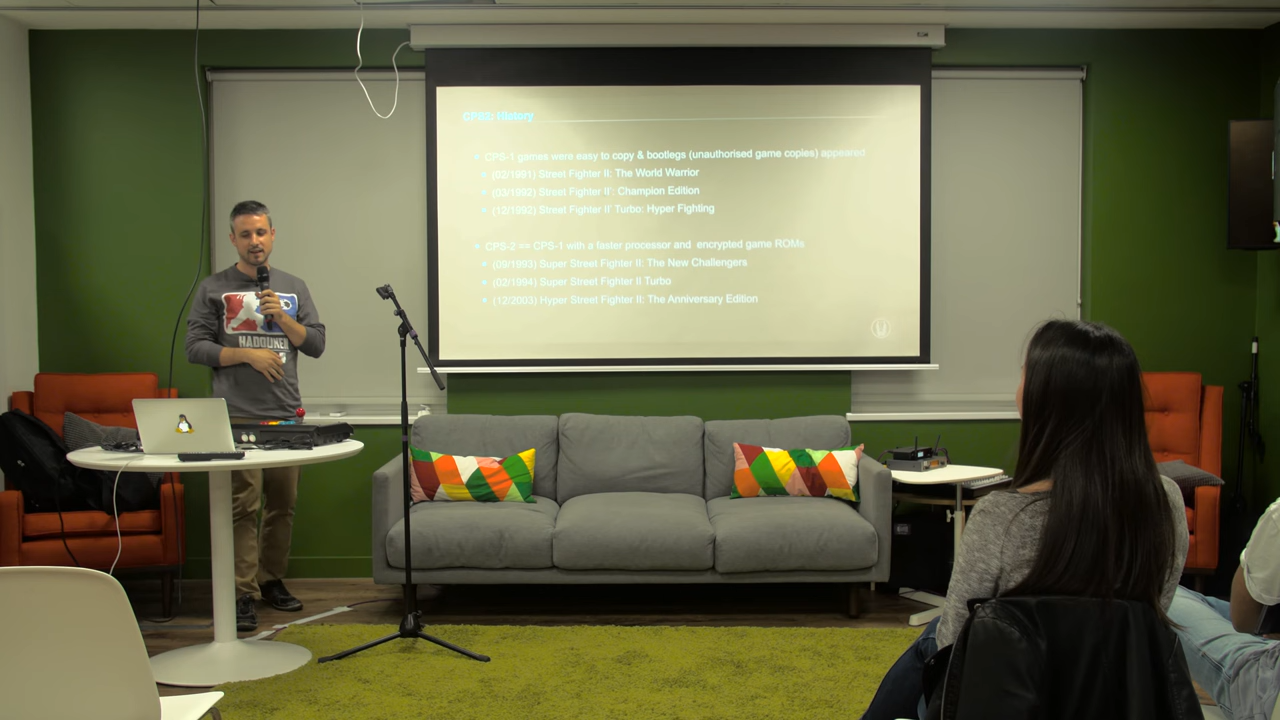 CPS2: History
CPS-1 games were easy to copy & bootlegs (unauthorised game copies) appeared
(02/1991) Street Fighter II: The World Warrior
(03/1992) Street Fighter II': Champion Edition
(12/1992) Street Fighter II' Turbo: Hyper Fighting
CPS-2 == CPS-1 with a faster processor and encrypted game ROMs
(09/1993) Super Street Fighter II: The New Challengers
(02/1994) Super Street Fighter II Turbo
(12/2003) Hyper Street Fighter II: The Anniversary Edition
HADOUKEN